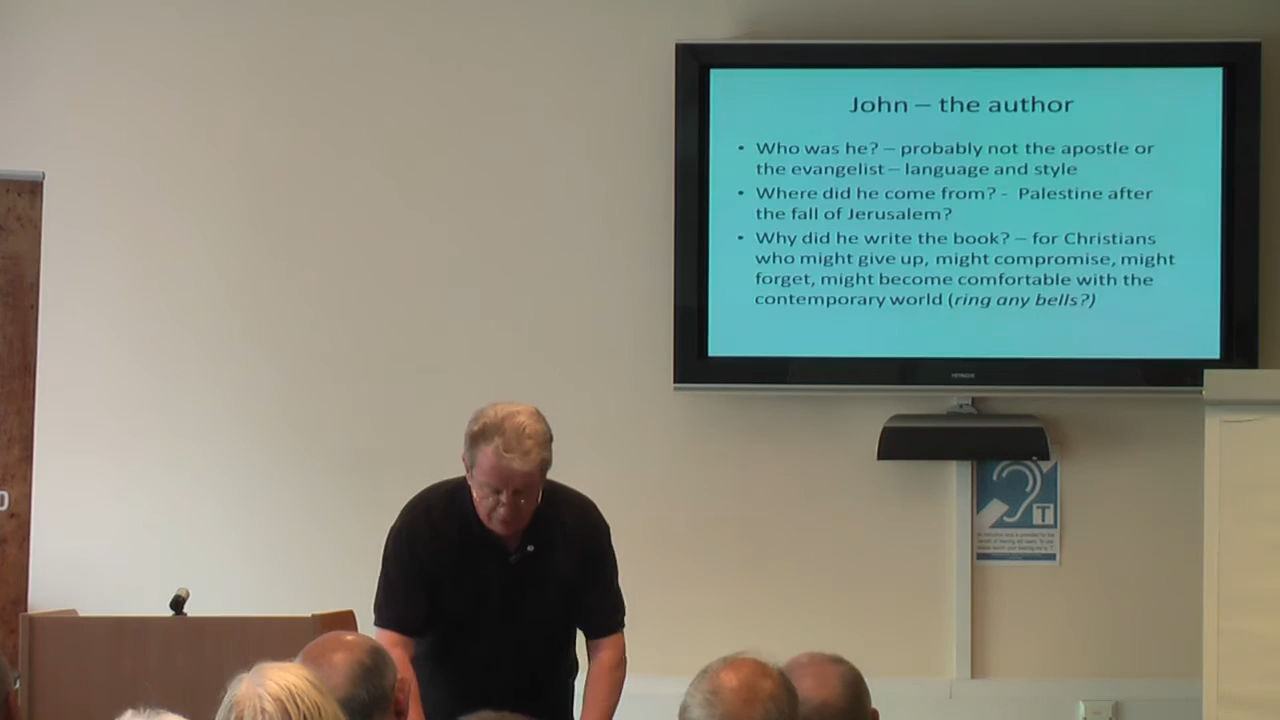 John – the author
• Who was he? – probably not the apostle or
the evangelist – language and style
• Where did he come from? - Palestine after
the fall of Jerusalem?
• Why did he write the book? – for Christians
who might give up, might compromise, might
forget, might become comfortable with the
contemporary world (ring any bells?)
HITACHI
T